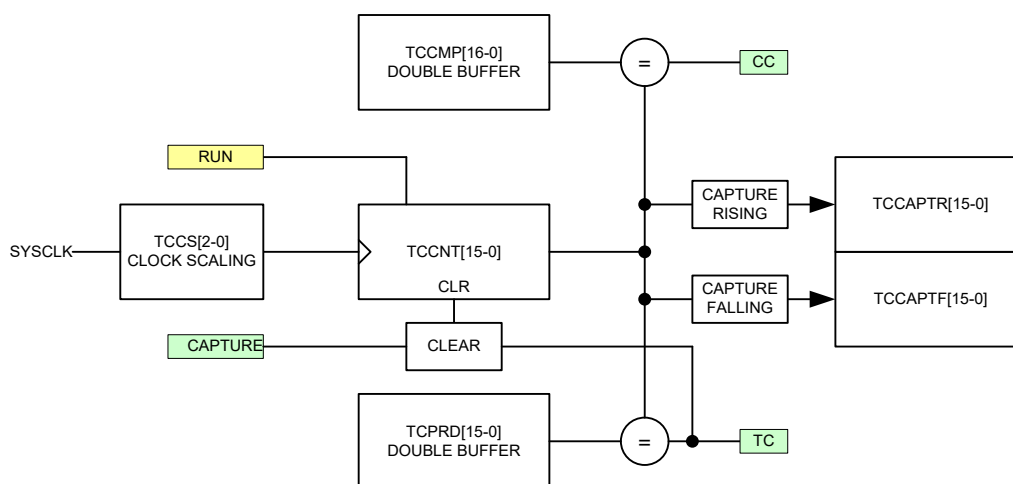 TCCMP[16-0]
DOUBLE BUFFER
=
CC
RUN
CAPTURE
RISING
TCCAPTR[15-0]
SYSCLK
TCCS[2-0]
CLOCK SCALING
TCCNT[15-0]
CLR
CAPTURE
FALLING
TCCAPTF[15-0]
CAPTURE
CLEAR
TCPRD[15-0]
DOUBLE BUFFER
=
TC